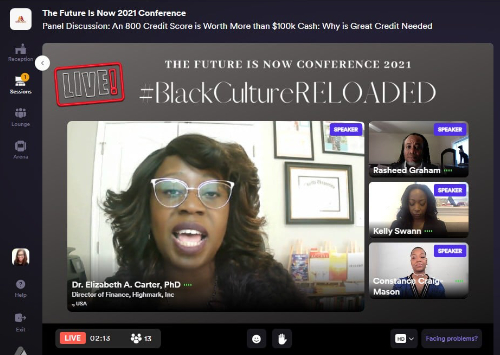 The Future Is Now 2021 Conference
Panel Discussion: An 800 Credit Score is Worth More than $100k Cash: Why is Great Credit Needed
Reception
Sessions
Lounge
Arena
Help
Exit
LIVE!
THE FUTURE IS NOW CONFERENCE 2021
#BlackCultureRELOADED
SPEAKER
Dr. Elizabeth A. Carter, PhD
Director of Finance, Highmark, Inc
USA
SPEAKER
Rasheed Graham
SPEAKER
Kelly Swann
SPEAKER
Constance Craig-
Mason
LIVE 02:13 13
HD
Facing problems?